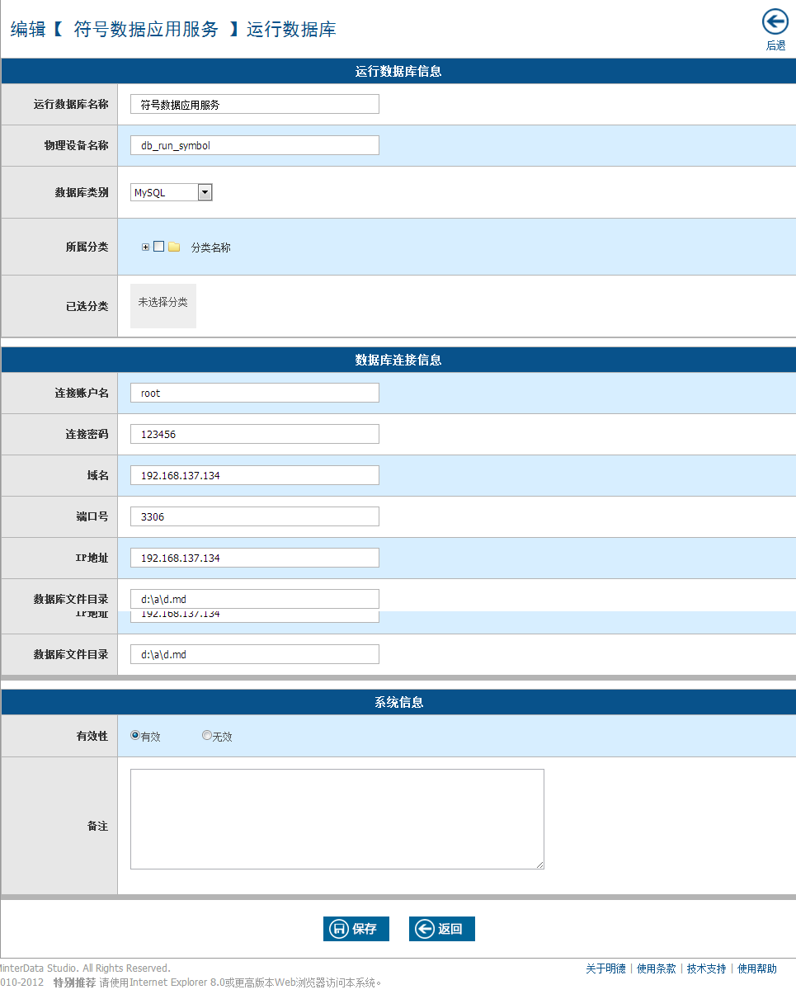 编辑【 符号数据应用服务 】运行数据库
后退
运行数据库信息
运行数据库名称 符号数据应用服务
物理设备名称 db_run_symbol
数据库类别 MySQL
所属分类 分类名称
已选分类 未选择分类
数据库连接信息
连接账户名 root
连接密码 123456
域名 192.168.137.134
端口号 3306
IP地址 192.168.137.134
数据库文件目录 d:\a\d.md
IP地址 192.168.137.134
数据库文件目录 d:\a\d.md
系统信息
有效性 有效 无效
备注
保存 返回
interData Studio. All Rights Reserved. 关于明德 | 使用条款 | 技术支持 | 使用帮助
010-2012 特别推荐 请使用Internet Explorer 8.0或更高版本Web浏览器访问本系统。